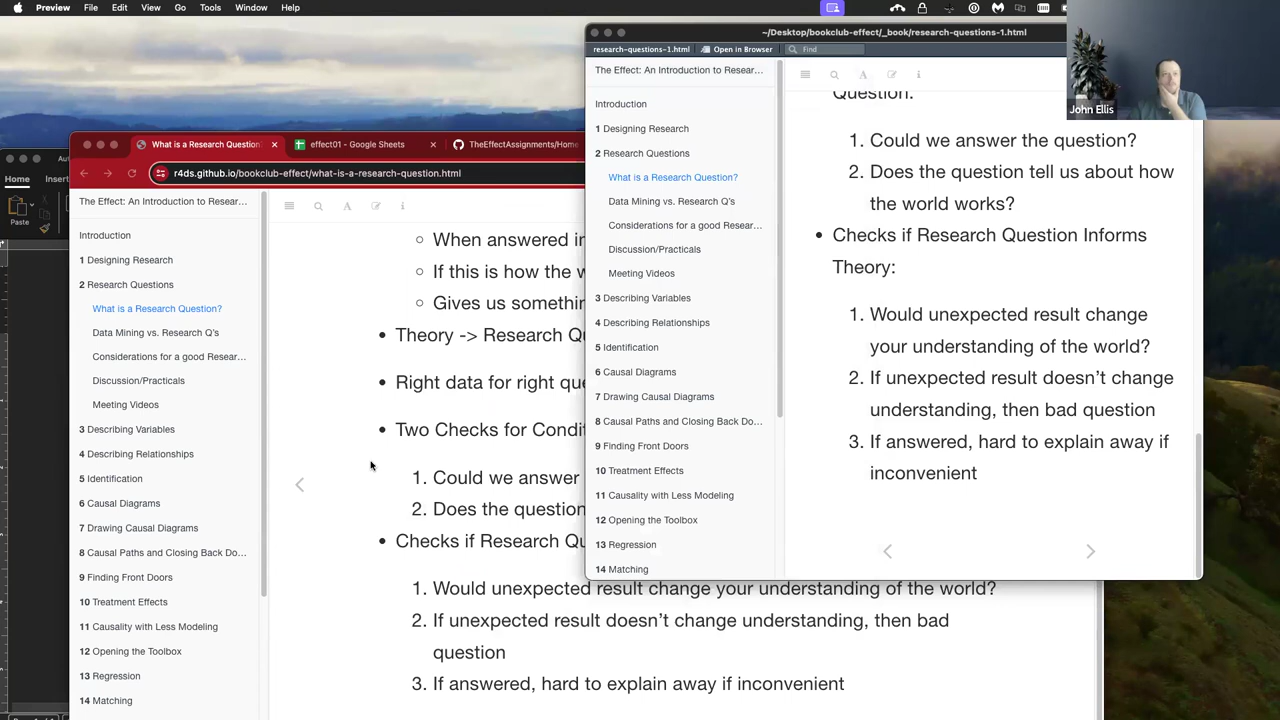 Preview File Edit View Go Tools Window Help
~/Desktop/bookclub-effect/_book/research-questions-1.html
research-questions-1.html Open in Browser Find
The Effect: An Introduction to Resear…
Introduction
1 Designing Research
2 Research Questions
What is a Research Question?
Data Mining vs. Research Q's
Considerations for a good Resear…
Discussion/Practicals
Meeting Videos
3 Describing Variables
4 Describing Relationships
5 Identification
6 Causal Diagrams
7 Drawing Causal Diagrams
8 Causal Paths and Closing Back Do…
9 Finding Front Doors
10 Treatment Effects
11 Causality with Less Modeling
12 Opening the Toolbox
13 Regression
14 Matching
Question:
1. Could we answer the question?
2. Does the question tell us about how
the world works?
• Checks if Research Question Informs
Theory:
1. Would unexpected result change
your understanding of the world?
2. If unexpected result doesn't change
understanding, then bad question
3. If answered, hard to explain away if
inconvenient
John Ellis
Home Insert
Paste
What is a Research Question effect01 - Google Sheets TheEffectAssignments/Home
r4ds.github.io/bookclub-effect/what-is-a-research-question.html
The Effect: An Introduction to Resear…
Introduction
1 Designing Research
2 Research Questions
What is a Research Question?
Data Mining vs. Research Q's
Considerations for a good Resear…
Discussion/Practicals
Meeting Videos
3 Describing Variables
4 Describing Relationships
5 Identification
6 Causal Diagrams
7 Drawing Causal Diagrams
8 Causal Paths and Closing Back Do…
9 Finding Front Doors
10 Treatment Effects
11 Causality with Less Modeling
12 Opening the Toolbox
13 Regression
14 Matching
When answered
If this is how the
Gives us
• Theory -> Research
• Right data for right
• Two Checks for
1. Could we answer
2. Does the question
• Checks if Research
1. Would unexpected result change your understanding of the world?
2. If unexpected result doesn't change understanding, then bad
question
3. If answered, hard to explain away if inconvenient